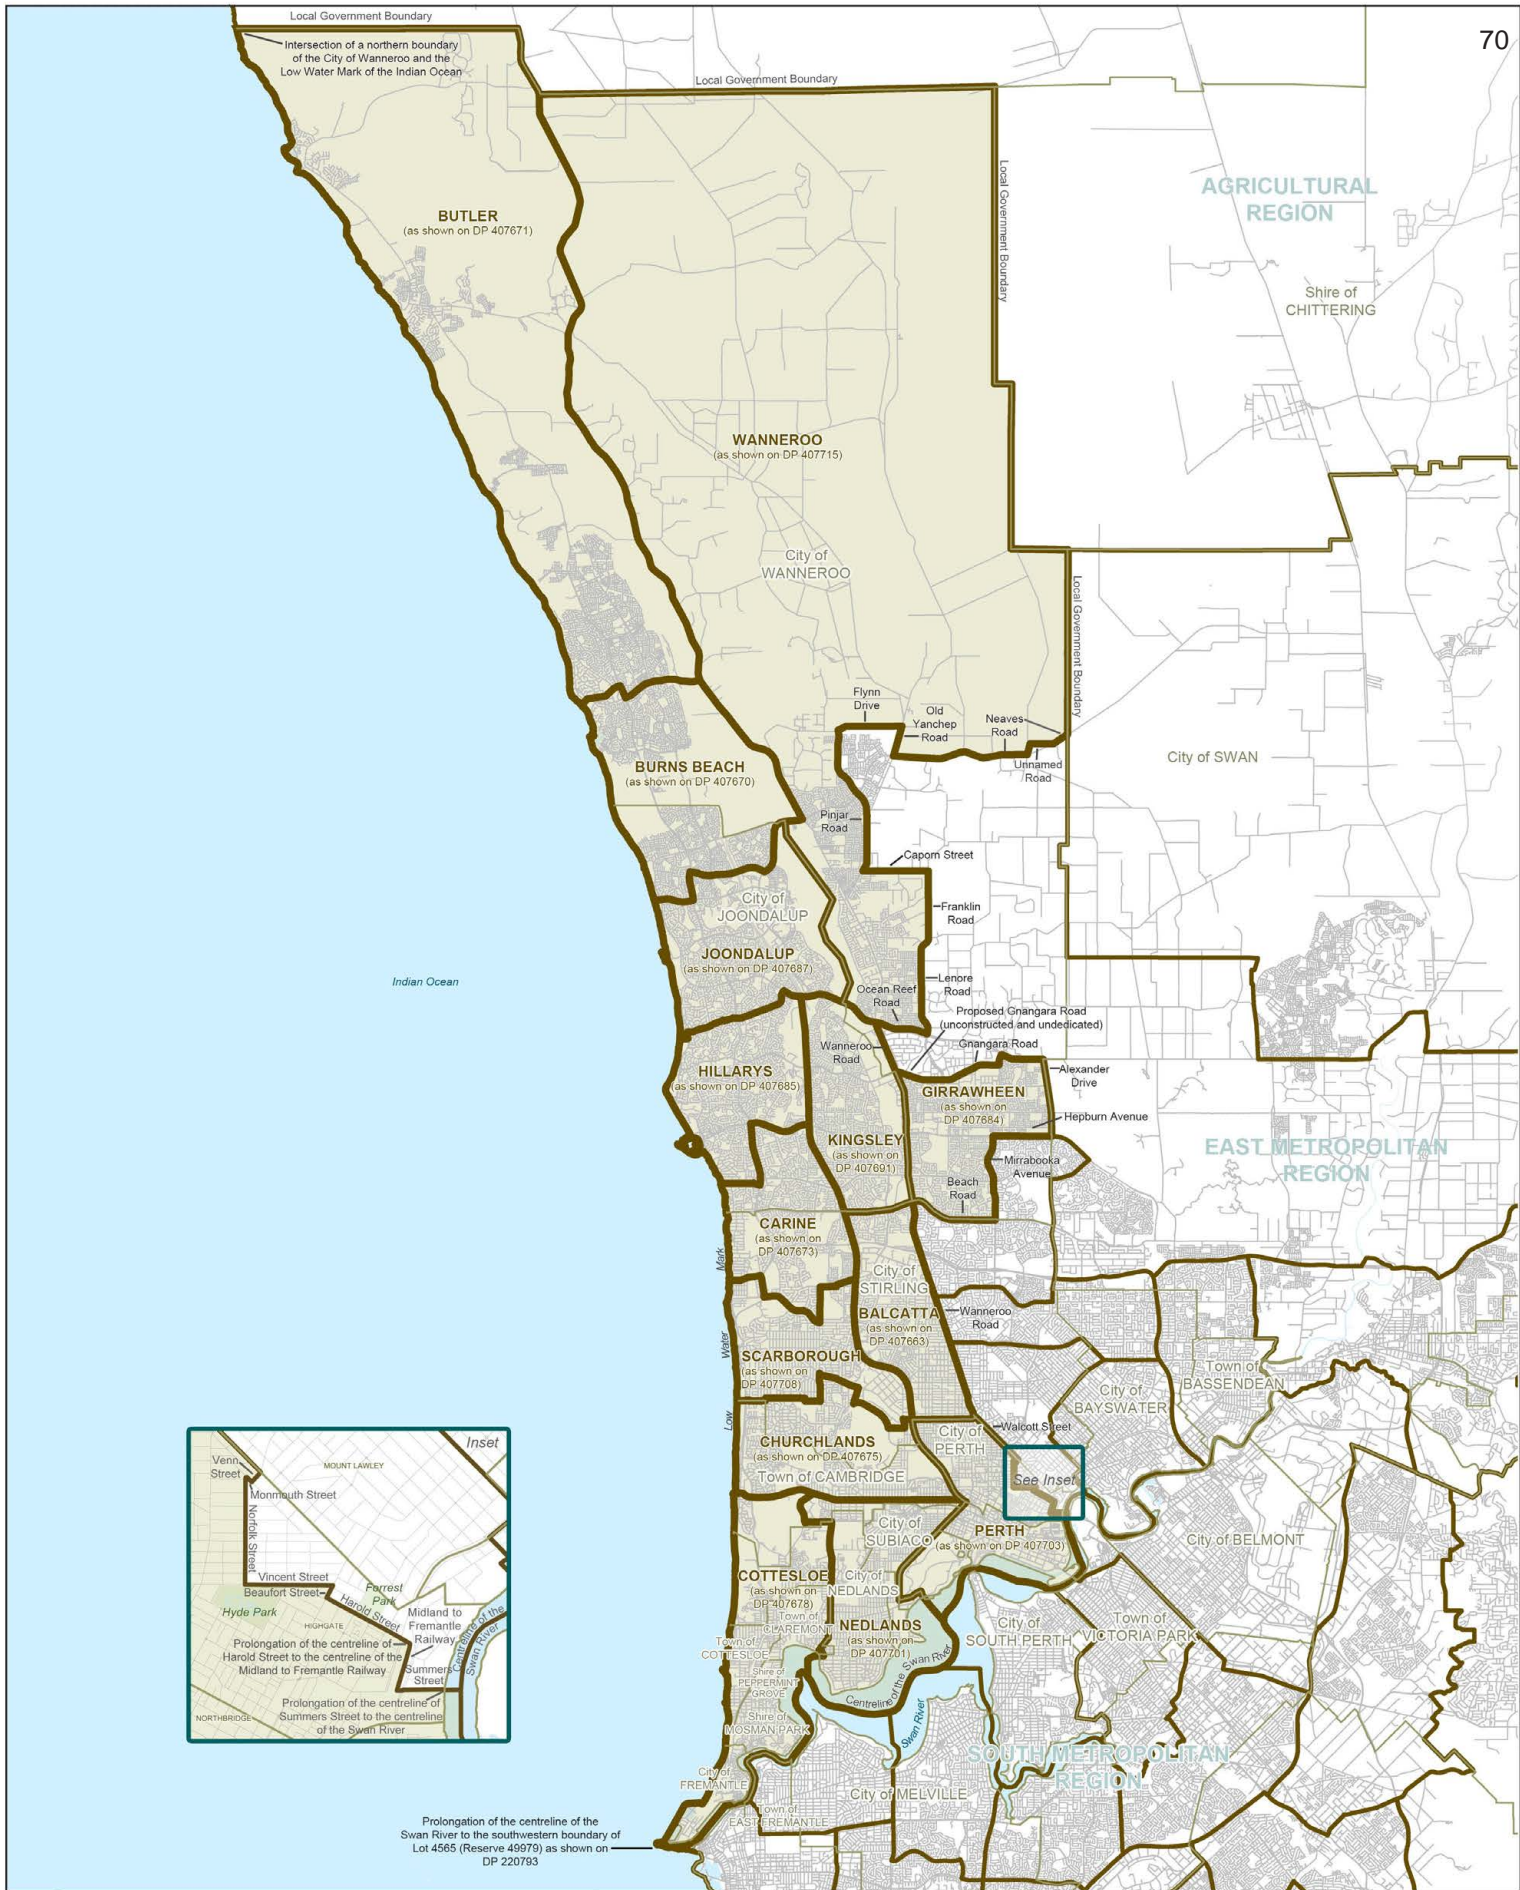 Local Government Boundary
70
Intersection of a northern boundary
of the City of Wanneroo and the
Low Water Mark of the Indian Ocean
Local Government Boundary
Local Government Boundary
AGRICULTURAL
REGION
BUTLER
(as shown on DP 407671)
Shire of
CHITTERING
WANNEROO
(as shown on DP 407715)
City of
WANNEROO
Local Government Boundary
Flynn
Drive
Old
Yanchep
Road
Neaves
Road
Unnamed
Road
City of SWAN
BURNS BEACH
(as shown on DP 407670)
Pinjar
Road
Caporn Street
City of
JOONDALUP
Franklin
Road
JOONDALUP
(as shown on DP 407687)
Indian Ocean
Lenore
Road
Ocean Reef
Road
Proposed Gnangara Road
(unconstructed and undedicated)
Wanneroo
Road
Gnangara Road
HILLARYS
(as shown on DP 407685)
Alexander
Drive
GIRRAWHEEN
(as shown on
DP 407684)
Hepburn Avenue
KINGSLEY
(as shown on
DP 407691)
EAST METROPOLITAN
REGION
Mirrabooka
Avenue
Beach
Road
CARINE
(as shown on
DP 407673)
Mark
City of
STIRLING
BALCATTA
(as shown on
DP 407663)
Wanneroo
Road
Water
SCARBOROUGH
(as shown on
DP 407708)
Town of
BASSENDEAN
City of
BAYSWATER
Low
Walcott Street
City of
PERTH
CHURCHLANDS
(as shown on DP 407675)
Town of CAMBRIDGE
See Inset
City of
SUBIACO
PERTH
(as shown on DP 407703)
City of BELMONT
COTTESLOE
(as shown on
DP 407678)
City of
NEDLANDS
Town of
CLAREMONT
NEDLANDS
(as shown on
DP 407701)
City of
SOUTH PERTH
Town of
VICTORIA PARK
Town of
COTTESLOE
Shire of
PEPPERMINT
GROVE
Centreline of the Swan River
Swan River
Shire of
MOSMAN PARK
SOUTH METROPOLITAN
REGION
City of
FREMANTLE
City of MELVILLE
Town of
EAST FREMANTLE
Prolongation of the centreline of the
Swan River to the southwestern boundary of
Lot 4565 (Reserve 49979) as shown on
DP 220793
Inset
Venn
Street
MOUNT LAWLEY
Monmouth Street
Norfolk Street
Vincent Street
Beaufort Street
Forrest
Park
Hyde Park
Harold Street
HIGHGATE
Midland to
Fremantle
Railway
Centreline of the
Swan River
Prolongation of the centreline of
Harold Street to the centreline of the
Midland to Fremantle Railway
Summers
Street
Prolongation of the centreline of
Summers Street to the centreline
of the Swan River
NORTHBRIDGE